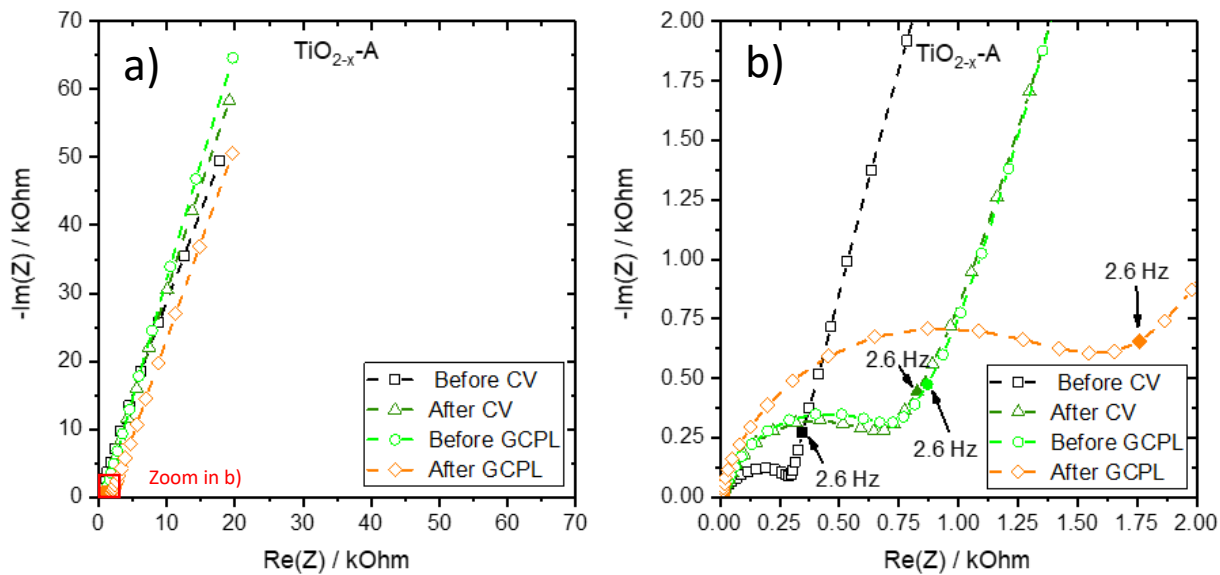 a)
TiO2-x-A
70
60
50
40
30
20
10
0
-Im(Z) / kOhm
Before CV
After CV
Before GCPL
After GCPL
Zoom in b)
0 10 20 30 40 50 60 70
Re(Z) / kOhm
b)
TiO2-x-A
2.00
1.75
1.50
1.25
1.00
0.75
0.50
0.25
0.00
-Im(Z) / kOhm
2.6 Hz
2.6 Hz
2.6 Hz
2.6 Hz
Before CV
After CV
Before GCPL
After GCPL
0.00 0.25 0.50 0.75 1.00 1.25 1.50 1.75 2.00
Re(Z) / kOhm